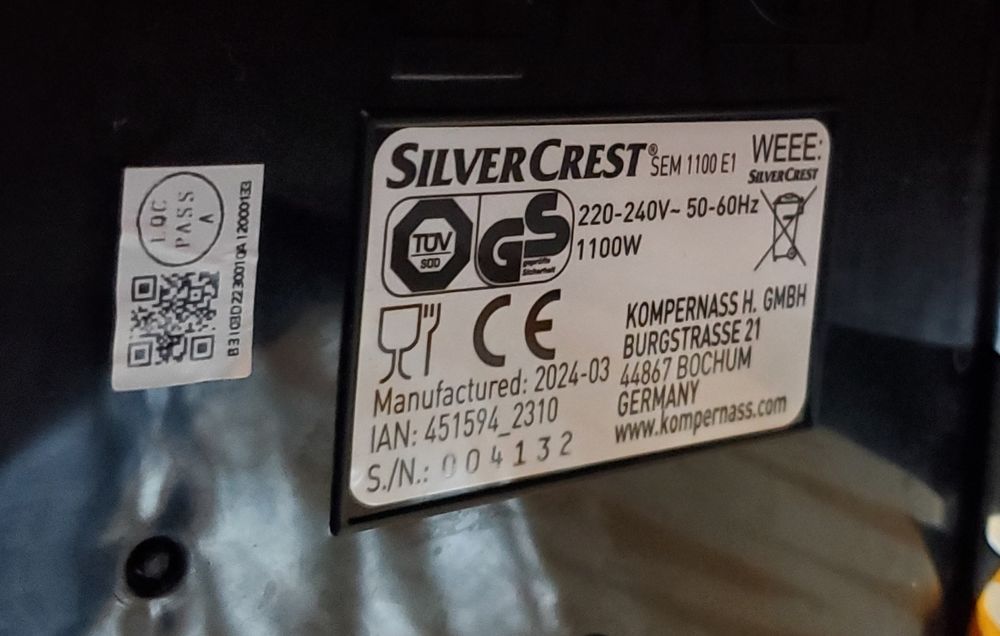 LQC
PASS
A
B3103D2230010A12000133
SILVERCREST® SEM 1100 E1
WEEE:
SILVERCREST
TÜV
SÜD
GS
geprüfte
Sicherheit
220-240V~ 50-60Hz
1100W
CE
KOMPERNASS H. GMBH
BURGSTRASSE 21
44867 BOCHUM
GERMANY
www.kompernass.com
Manufactured: 2024-03
IAN: 451594_2310
S./N.: 004132